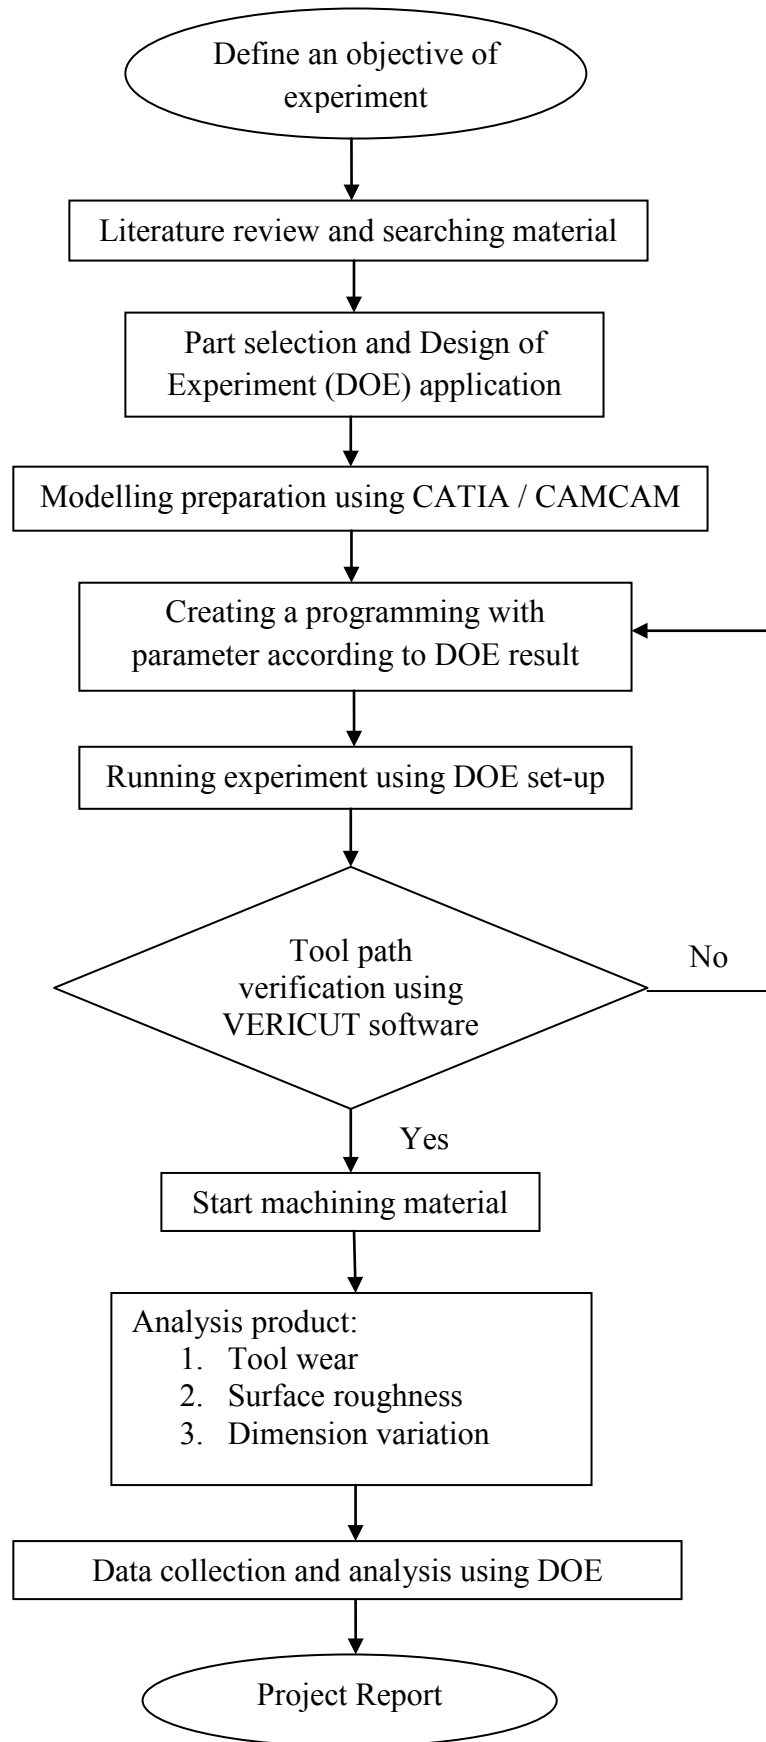 Define an objective of
experiment
Literature review and searching material
Part selection and Design of
Experiment (DOE) application
Modelling preparation using CATIA / CAMCAM
Creating a programming with
parameter according to DOE result
Running experiment using DOE set-up
Tool path
verification using
VERICUT software
No
Yes
Start machining material
Analysis product:
1. Tool wear
2. Surface roughness
3. Dimension variation
Data collection and analysis using DOE
Project Report